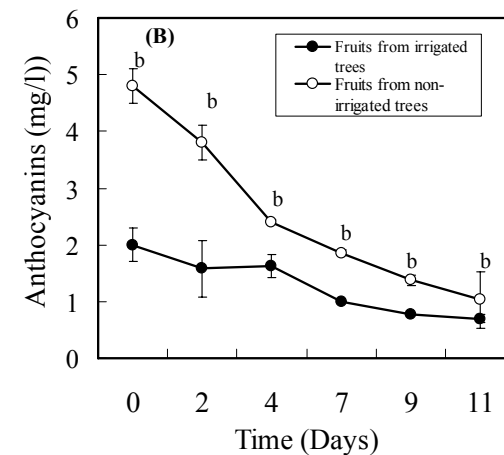 (B)
Fruits from irrigated
trees
Fruits from non-
irrigated trees
Anthocyanins (mg/l))
6
5
4
3
2
1
0
b
b
b
b
b
b
0 2 4 7 9 11
Time (Days)